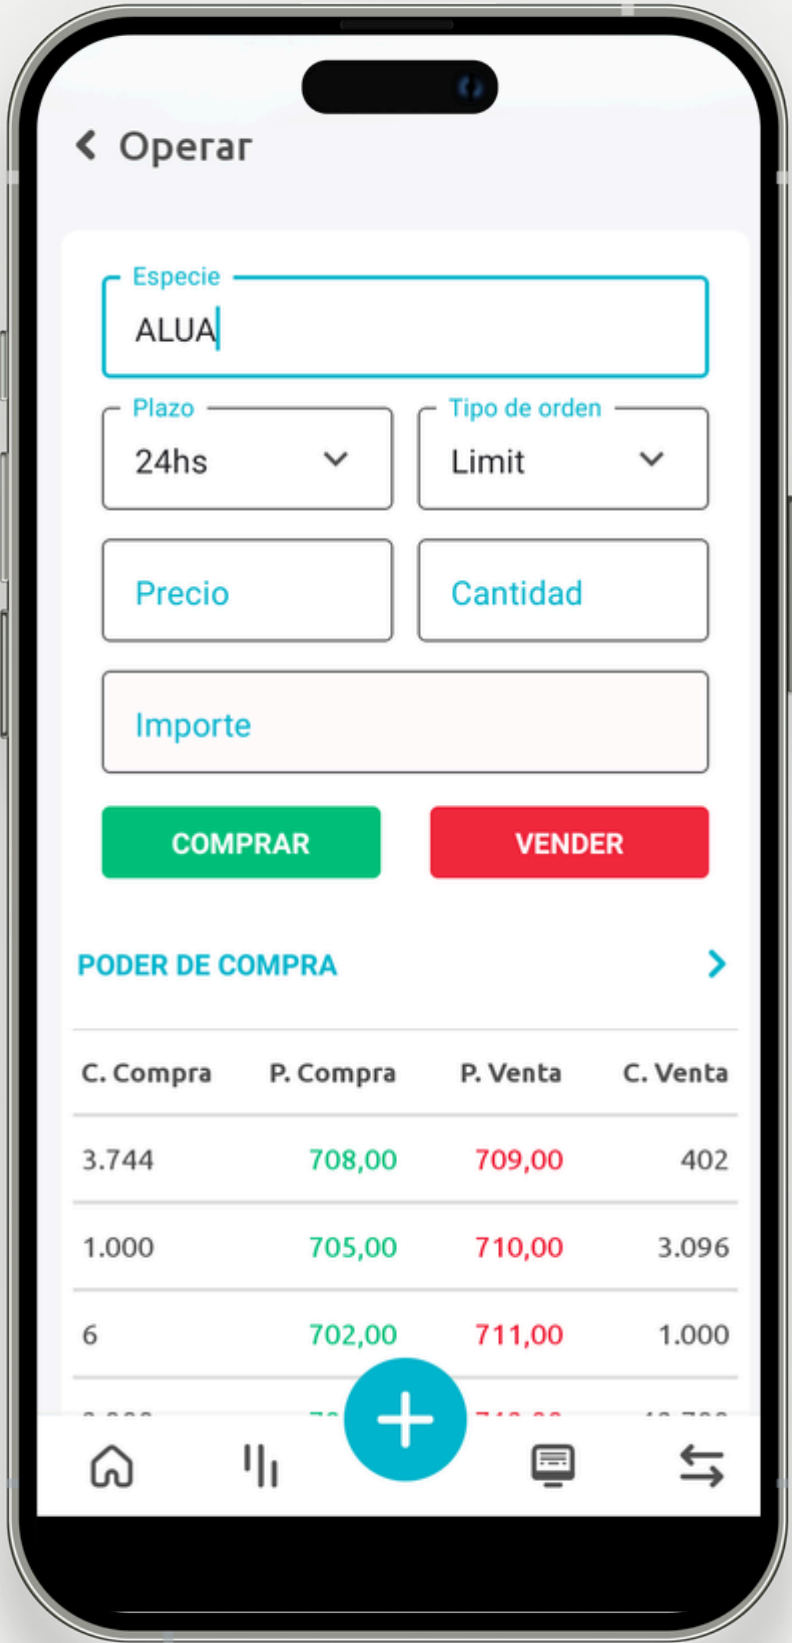 Operar
Especie
ALUA
Plazo Tipo de orden
24hs Limit
Precio Cantidad
Importe
COMPRAR VENDER
PODER DE COMPRA
C. Compra P. Compra P. Venta C. Venta
3.744 708,00 709,00 402
1.000 705,00 710,00 3.096
6 702,00 711,00 1.000